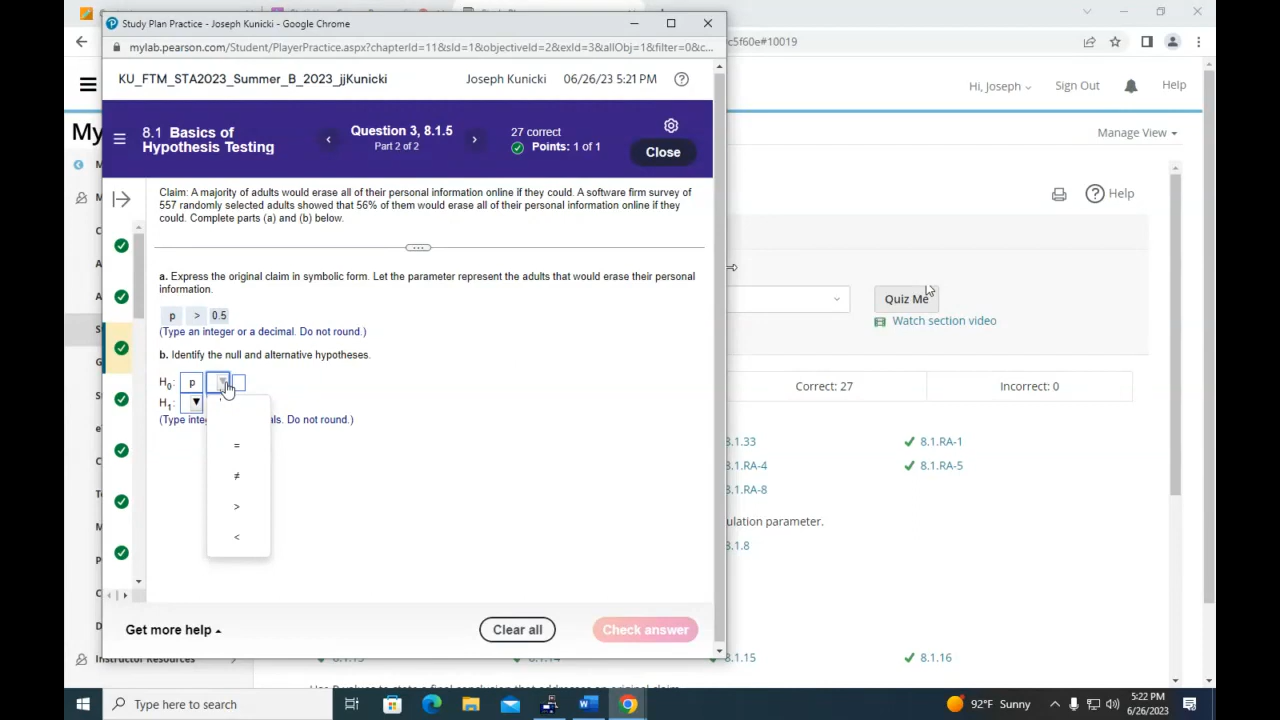 Study Plan Practice - Joseph Kunicki - Google Chrome
mylab.pearson.com/Student/PlayerPractice.aspx?chapterId=11&sId=1&objectiveId=2&exId=3&allObj=1&filter=0&c...
c5f60e#10019
KU_FTM_STA2023_Summer_B_2023_jjKunicki
Joseph Kunicki
06/26/23 5:21 PM
Hi, Joseph
Sign Out
Help
My
Manage View
8.1 Basics of
Hypothesis Testing
Question 3, 8.1.5
Part 2 of 2
27 correct
Points: 1 of 1
Close
Help
Claim: A majority of adults would erase all of their personal information online if they could. A software firm survey of
557 randomly selected adults showed that 56% of them would erase all of their personal information online if they
could. Complete parts (a) and (b) below.
a. Express the original claim in symbolic form. Let the parameter represent the adults that would erase their personal
information.
p > 0.5
(Type an integer or a decimal. Do not round.)
b. Identify the null and alternative hypotheses.
H0: p
H1:
(Type inte
als. Do not round.)
=
≠
>
<
Quiz Me
Watch section video
Correct: 27
Incorrect: 0
8.1.33
8.1.RA-1
8.1.RA-4
8.1.RA-5
8.1.RA-8
ulation parameter.
8.1.8
8.1.15
8.1.16
Get more help
Clear all
Check answer
Instructor Resources
Type here to search
92°F Sunny
5:22 PM
6/26/2023